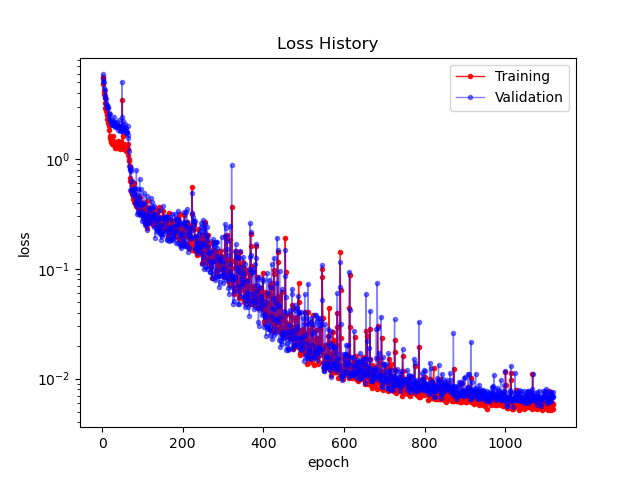 Loss History
Training
Validation
10⁰
10⁻¹
10⁻²
loss
0 200 400 600 800 1000
epoch